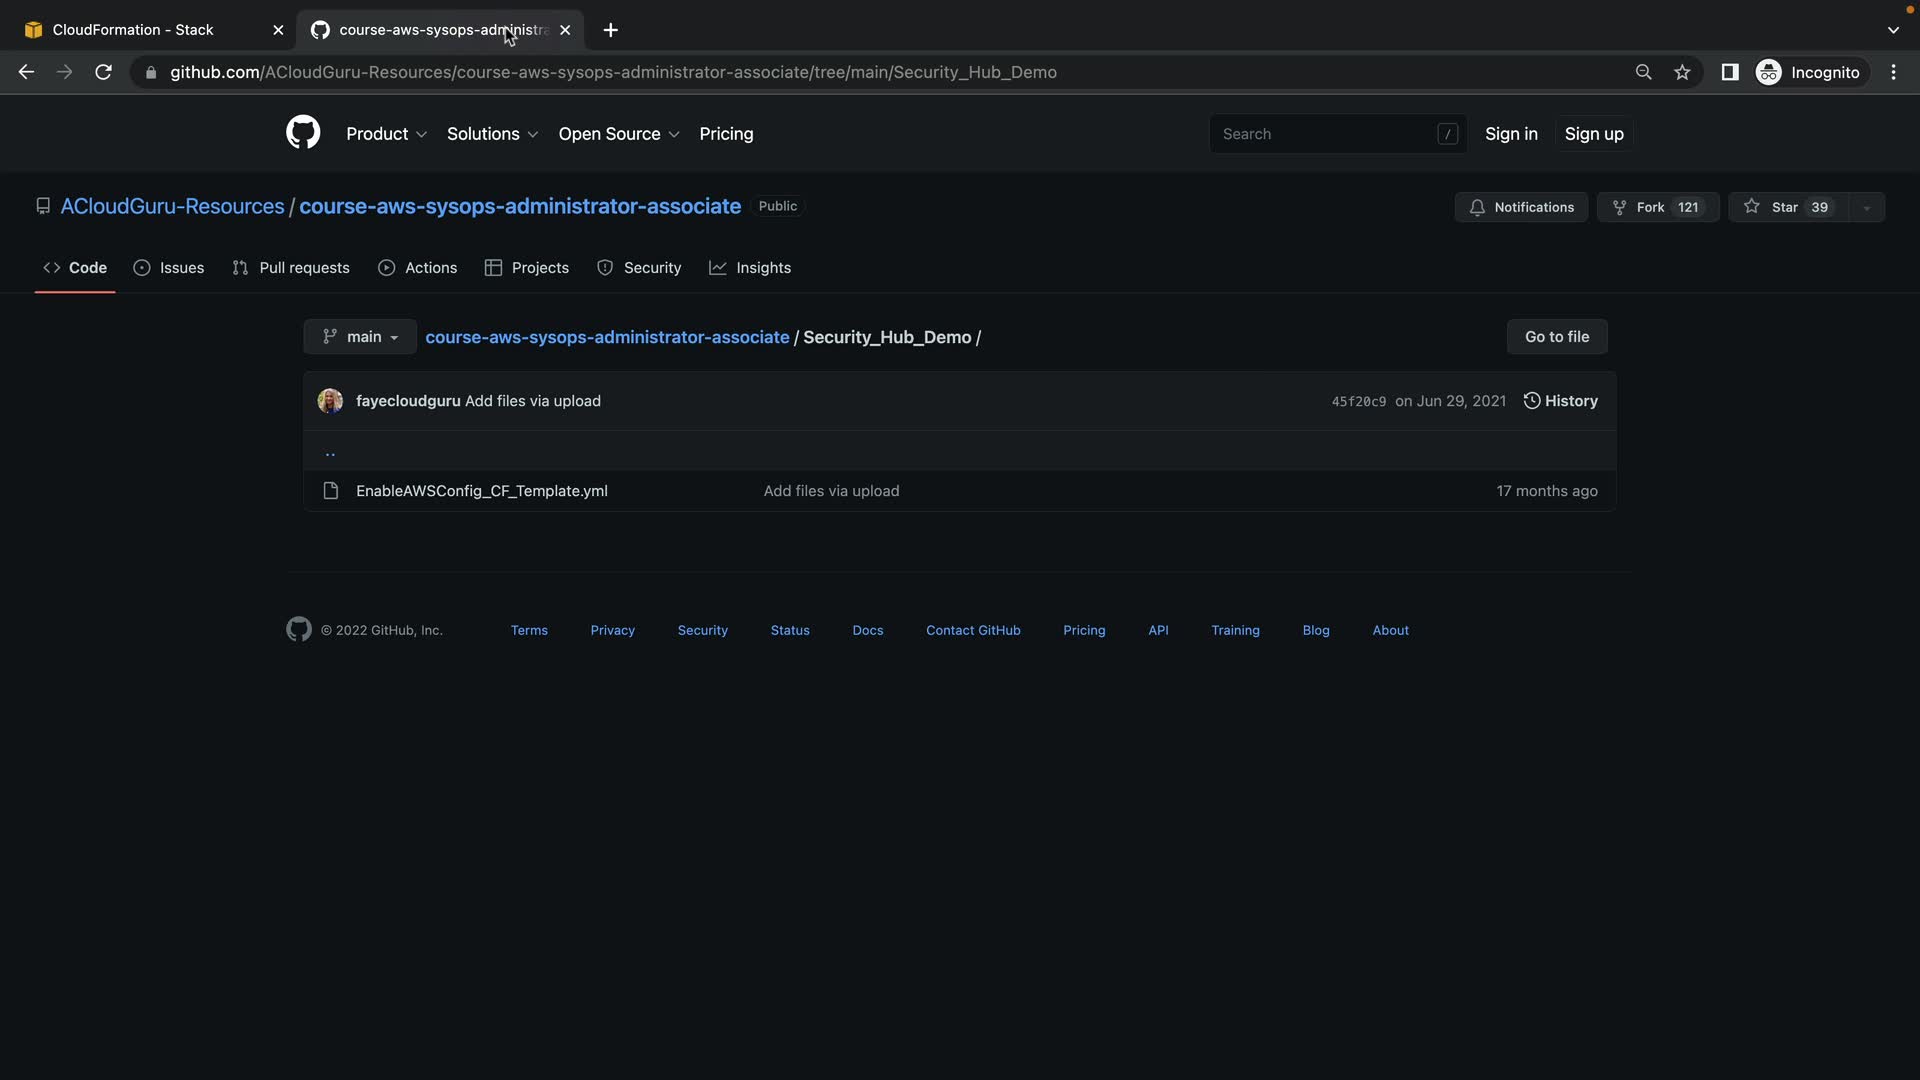 CloudFormation - Stack
course-aws-sysops-administra
github.com/ACloudGuru-Resources/course-aws-sysops-administrator-associate/tree/main/Security_Hub_Demo
Incognito
Product
Solutions
Open Source
Pricing
Search /
Sign in
Sign up
ACloudGuru-Resources / course-aws-sysops-administrator-associate Public
Notifications
Fork 121
Star 39
Code
Issues
Pull requests
Actions
Projects
Security
Insights
main
course-aws-sysops-administrator-associate / Security_Hub_Demo /
Go to file
fayecloudguru Add files via upload
45f20c9 on Jun 29, 2021
History
..
EnableAWSConfig_CF_Template.yml
Add files via upload
17 months ago
© 2022 GitHub, Inc.
Terms
Privacy
Security
Status
Docs
Contact GitHub
Pricing
API
Training
Blog
About